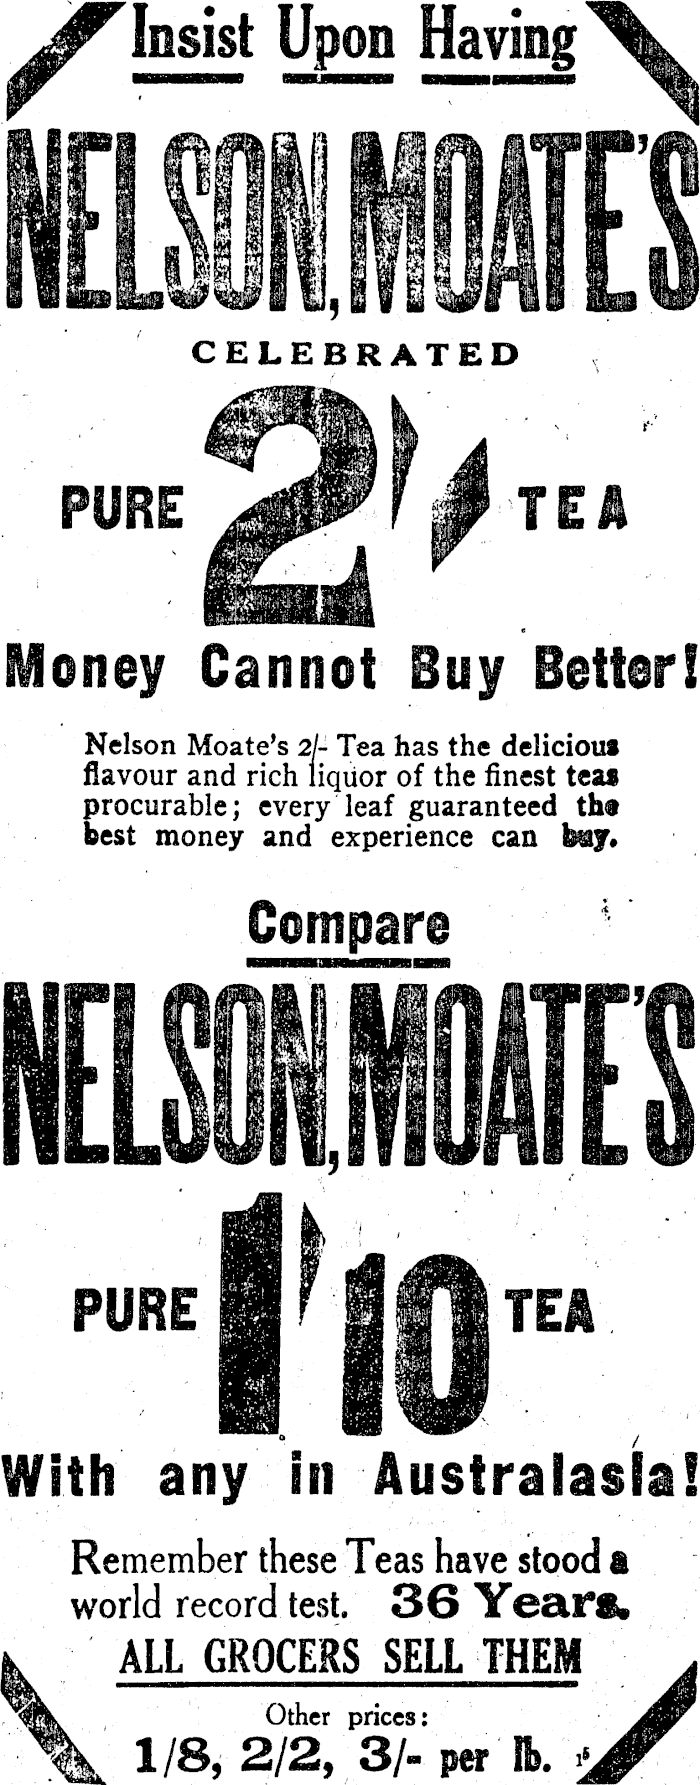 Insist Upon Having
NELSON, MOATE'S
CELEBRATED
PURE 2/- TEA
Money Cannot Buy Better!
Nelson Moate's 2/- Tea has the delicious
flavour and rich liquor of the finest teas
procurable; every leaf guaranteed the
best money and experience can buy.
Compare
NELSON, MOATE'S
PURE 1/10 TEA
With any in Australasia!
Remember these Teas have stood a
world record test. 36 Years.
ALL GROCERS SELL THEM
Other prices:
1/8, 2/2, 3/- per lb. 15